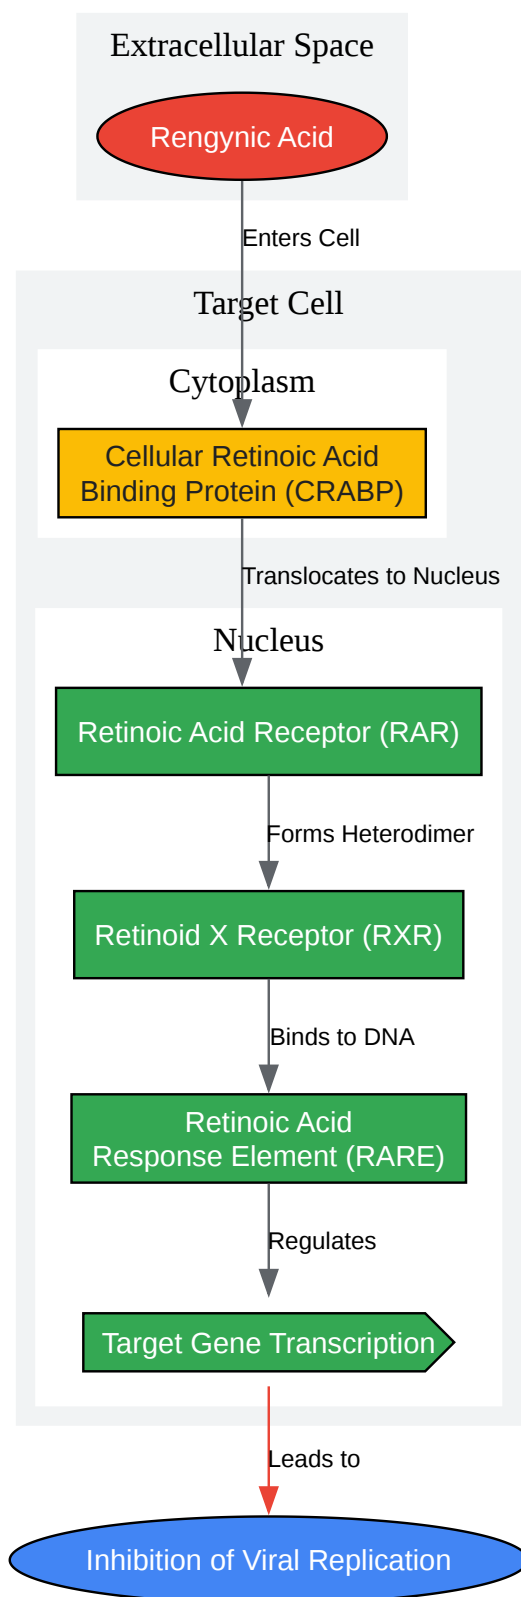 Extracellular Space
Rengynic Acid
Enters Cell
Target Cell
Cytoplasm
Cellular Retinoic Acid
Binding Protein (CRABP)
Translocates to Nucleus
Nucleus
Retinoic Acid Receptor (RAR)
Forms Heterodimer
Retinoid X Receptor (RXR)
Binds to DNA
Retinoic Acid
Response Element (RARE)
Regulates
Target Gene Transcription
Leads to
Inhibition of Viral Replication